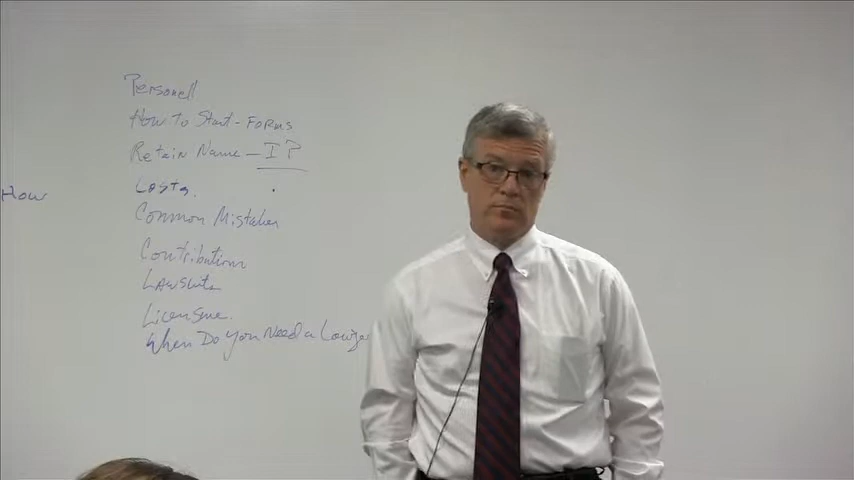 Personell
How To Start - Forms
Retain Name - IP
Costs.
How
Common Mistakes
Contributions
Lawsuits
Licensure.
When Do You Need a Lawyer